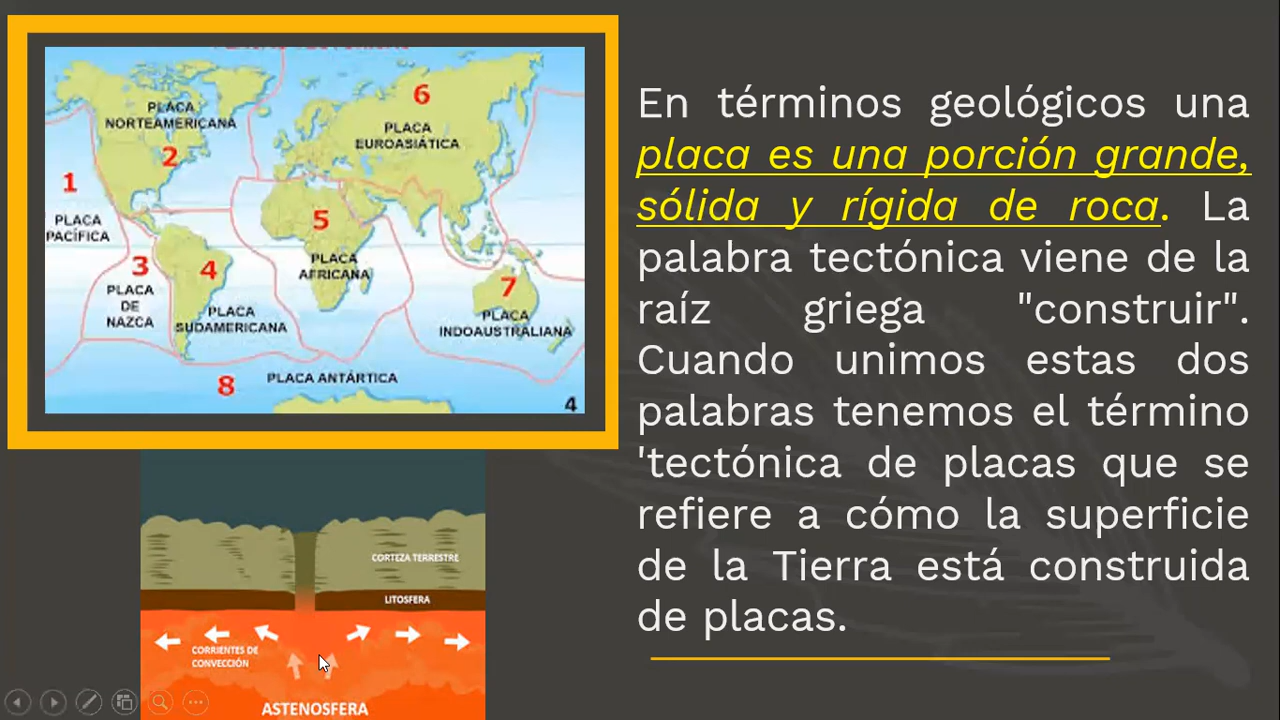 PLACA
NORTEAMERICANA
2
6
PLACA
EUROASIÁTICA
1
PLACA
PACÍFICA
5
PLACA
AFRICANA
3
PLACA
DE
NAZCA
4
PLACA
SUDAMERICANA
7
PLACA
INDOAUSTRALIANA
8
PLACA ANTÁRTICA
4
CORTEZA TERRESTRE
LITOSFERA
CORRIENTES DE
CONVECCIÓN
ASTENOSFERA
En términos geológicos una
placa es una porción grande,
sólida y rígida de roca. La
palabra tectónica viene de la
raíz griega "construir".
Cuando unimos estas dos
palabras tenemos el término
'tectónica de placas que se
refiere a cómo la superficie
de la Tierra está construida
de placas.